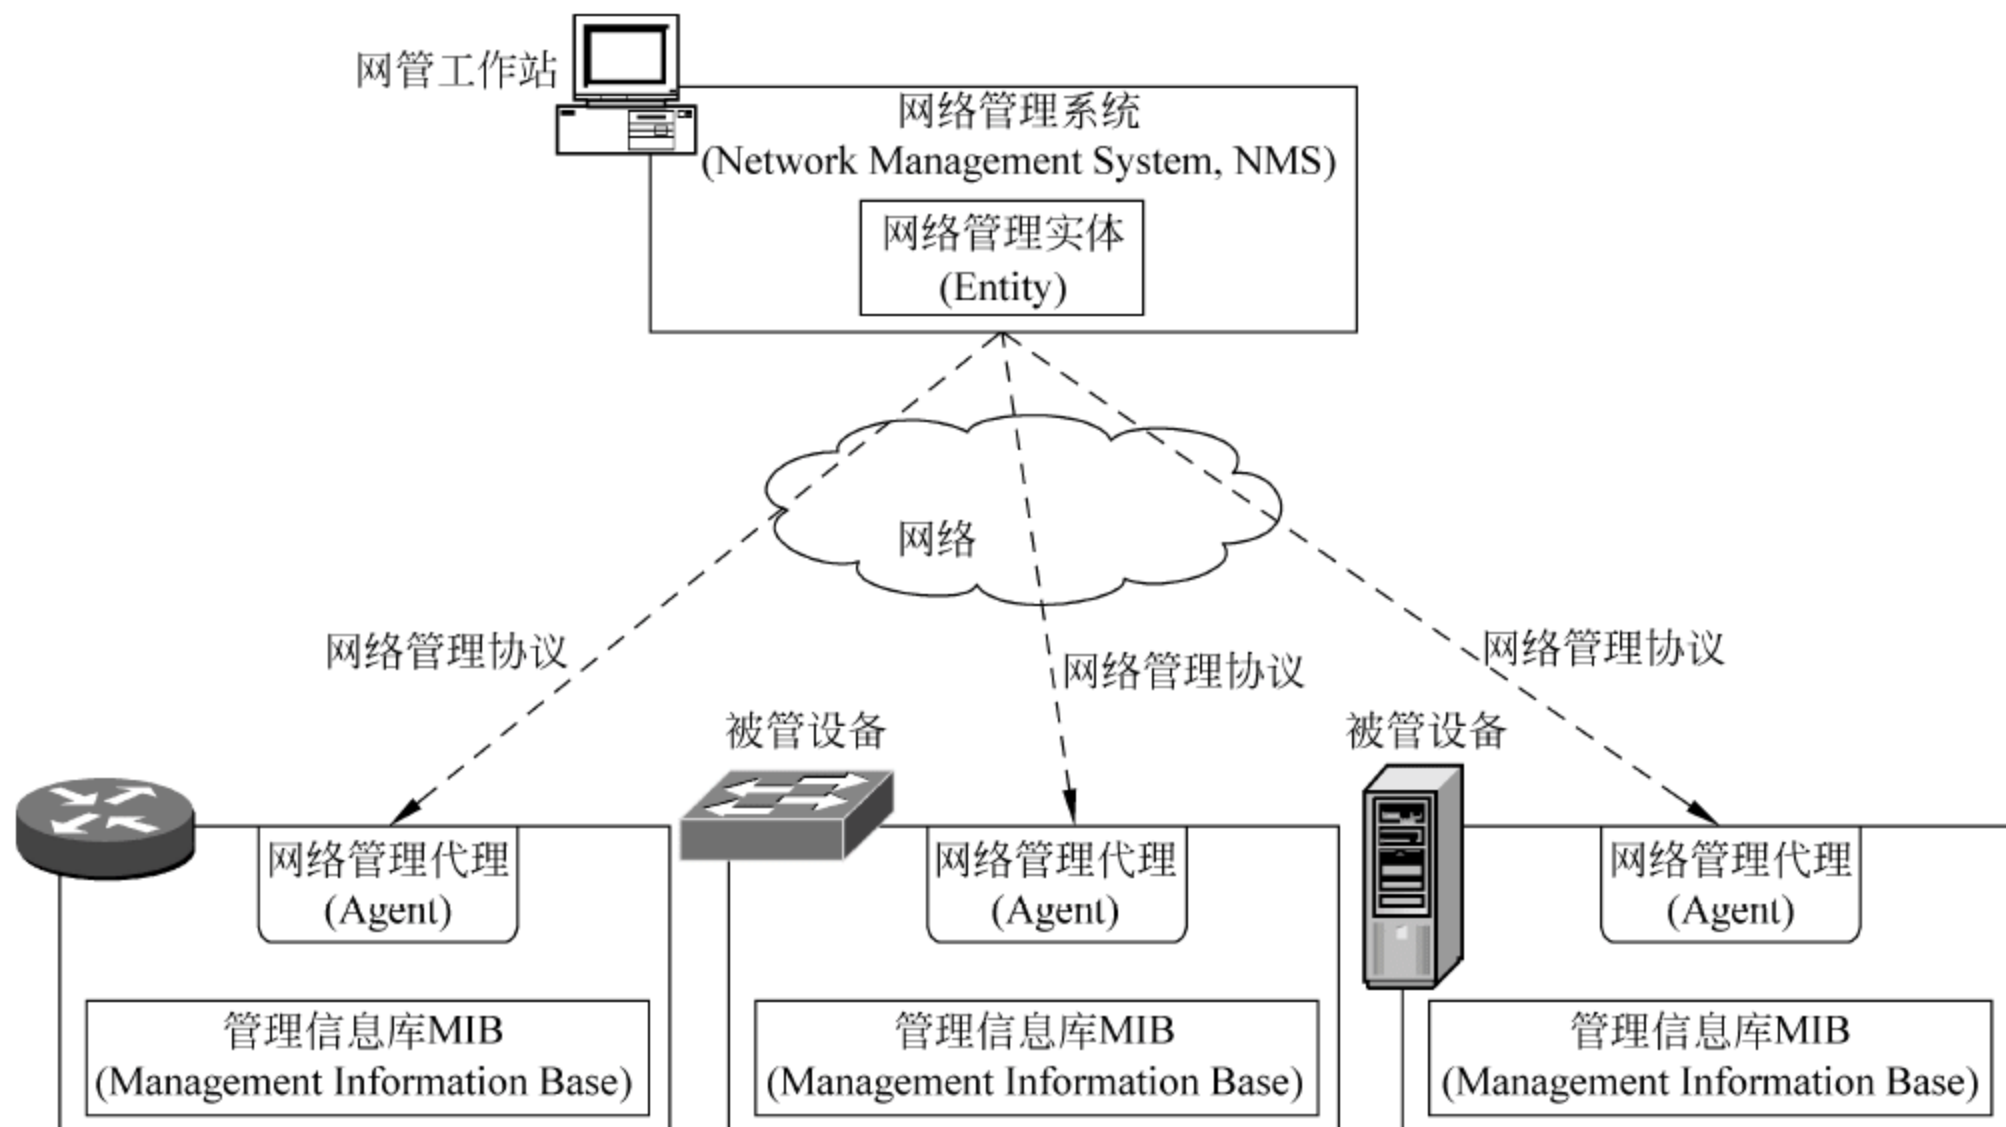 网管工作站
网络管理系统
(Network Management System, NMS)
网络管理实体
(Entity)
网络
网络管理协议
网络管理协议
网络管理协议
被管设备
被管设备
网络管理代理
(Agent)
网络管理代理
(Agent)
网络管理代理
(Agent)
管理信息库MIB
(Management Information Base)
管理信息库MIB
(Management Information Base)
管理信息库MIB
(Management Information Base)